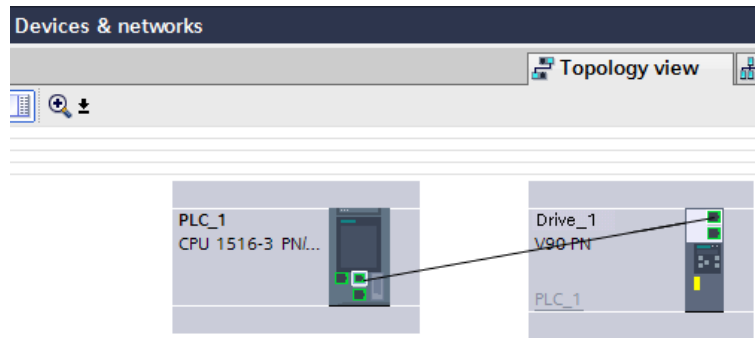 Devices & networks
Topology view
PLC_1
CPU 1516-3 PN/...
Drive_1
V90 PN
PLC_1